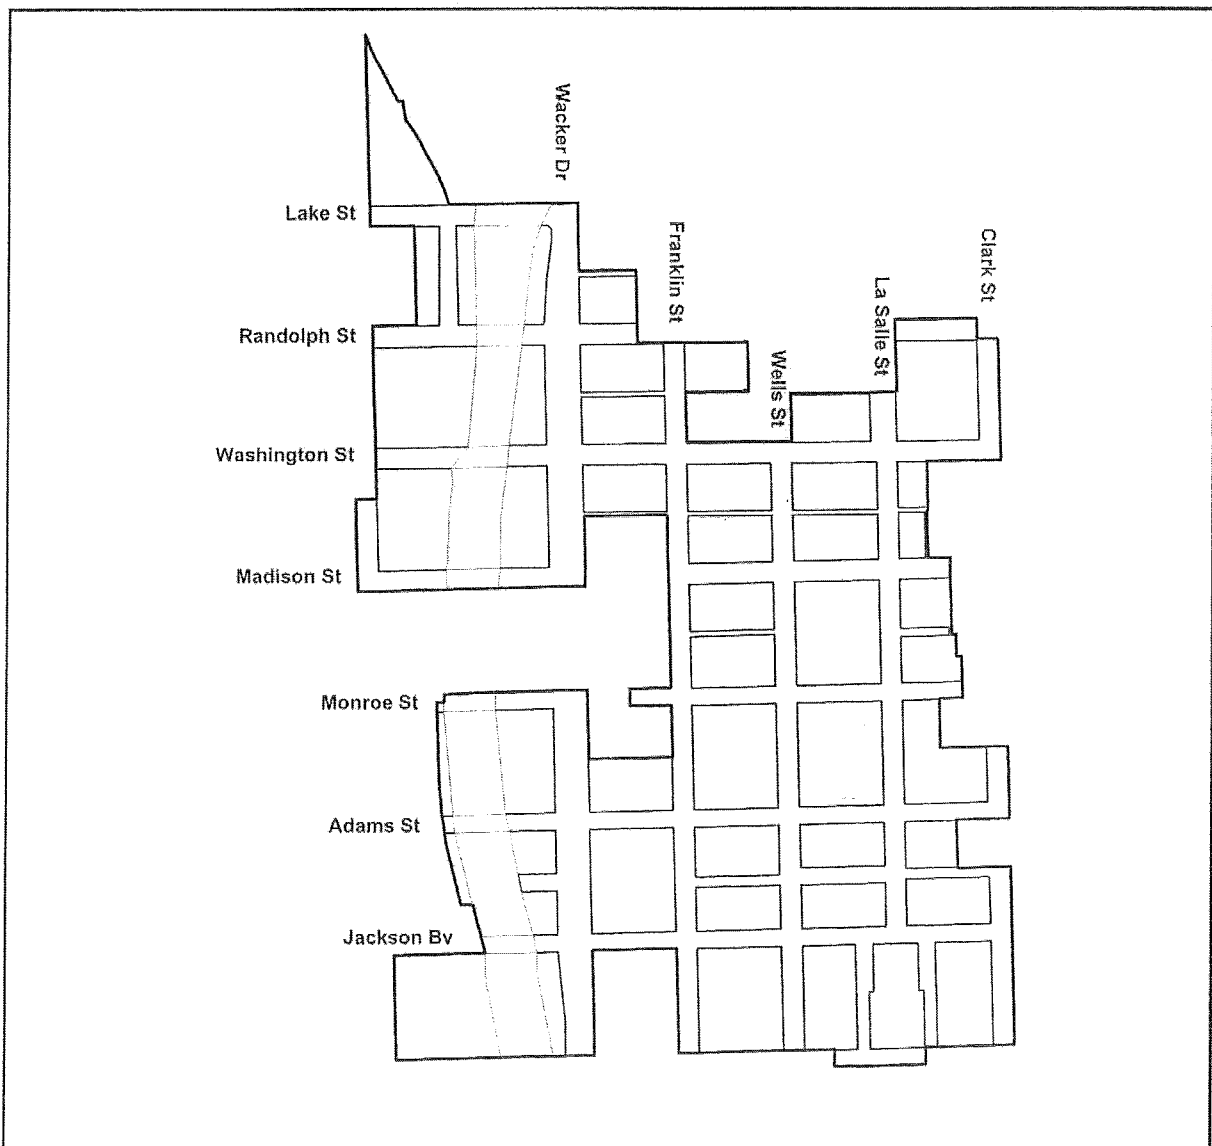 Wacker Dr
Lake St
Franklin St
Clark St
La Salle St
Randolph St
Wells St
Washington St
Madison St
Monroe St
Adams St
Jackson Bv